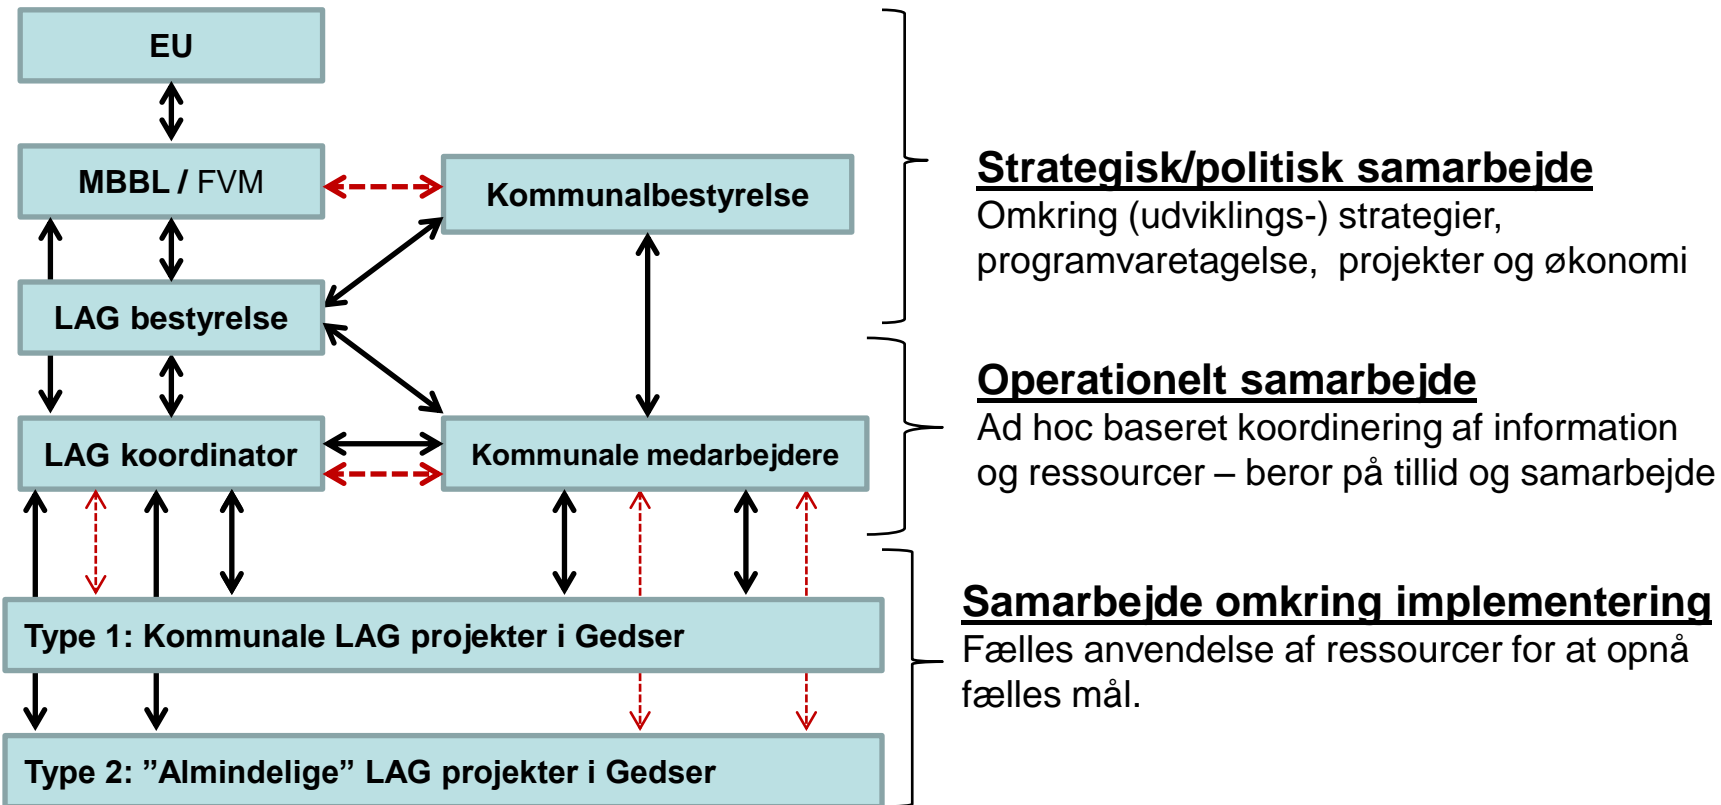 EU
MBBL / FVM
Kommunalbestyrelse
LAG bestyrelse
LAG koordinator
Kommunale medarbejdere
Type 1: Kommunale LAG projekter i Gedser
Type 2: ”Almindelige” LAG projekter i Gedser
Strategisk/politisk samarbejde
Omkring (udviklings-) strategier,
programvaretagelse, projekter og økonomi
Operationelt samarbejde
Ad hoc baseret koordinering af information
og ressourcer – beror på tillid og samarbejde
Samarbejde omkring implementering
Fælles anvendelse af ressourcer for at opnå
fælles mål.